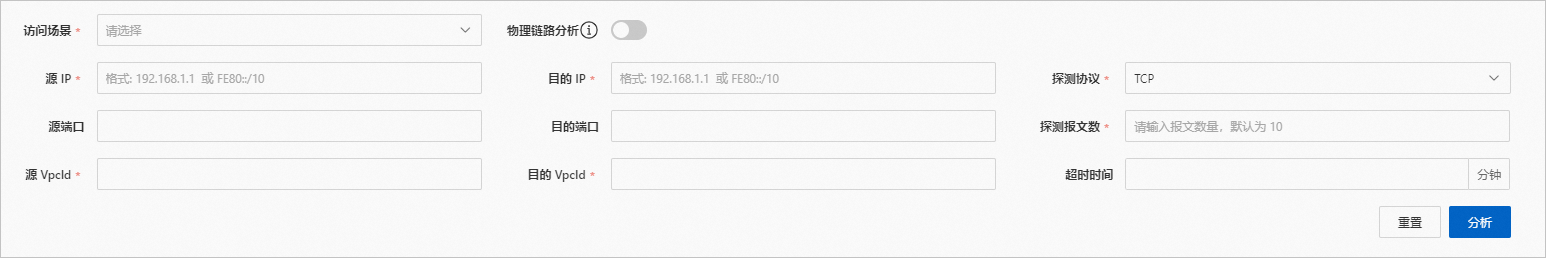 访问场景 * 请选择 物理链路分析
源 IP * 格式: 192.168.1.1 或 FE80::/10 目的 IP * 格式: 192.168.1.1 或 FE80::/10 探测协议 * TCP
源端口 目的端口 探测报文数 * 请输入报文数量，默认为 10
源 VpcId * 目的 VpcId * 超时时间 分钟
重置 分析